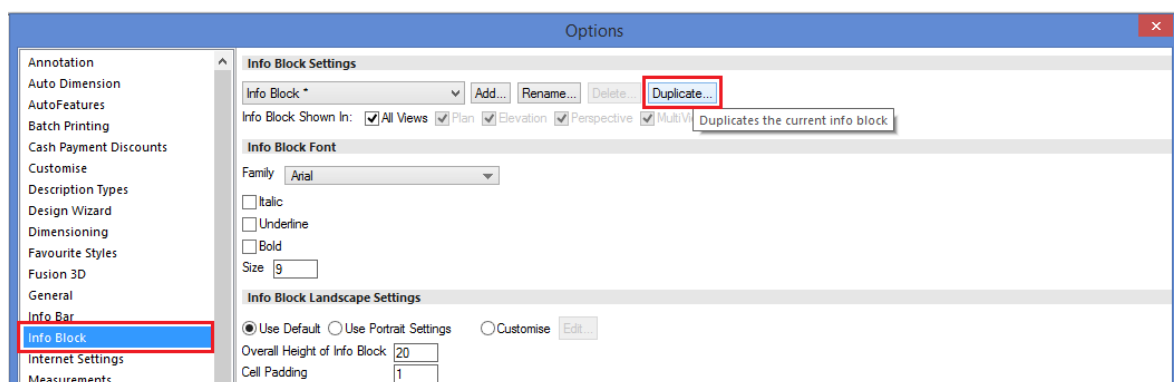 Options
Annotation
Auto Dimension
AutoFeatures
Batch Printing
Cash Payment Discounts
Customise
Description Types
Design Wizard
Dimensioning
Favourite Styles
Fusion 3D
General
Info Bar
Info Block
Internet Settings
Measurements
Info Block Settings
Info Block * Add... Rename... Delete... Duplicate...
Info Block Shown In: All Views Plan Elevation Perspective
Duplicates the current info block
Info Block Font
Family Arial
Italic
Underline
Bold
Size 9
Info Block Landscape Settings
Use Default Use Portrait Settings Customise Edit...
Overall Height of Info Block 20
Cell Padding 1